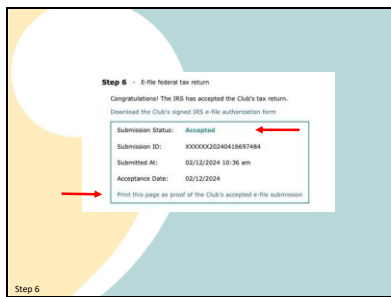 Step 6 - E-file federal tax return
Congratulations! The IRS has accepted the Club's tax return.
Download the Club's signed IRS e-file authorization form
Submission Status: Accepted
Submission ID: XXXXXX20240416697484
Submitted At: 02/12/2024 10:36 am
Acceptance Date: 02/12/2024
Print this page as proof of the Club's accepted e-file submission
Step 6